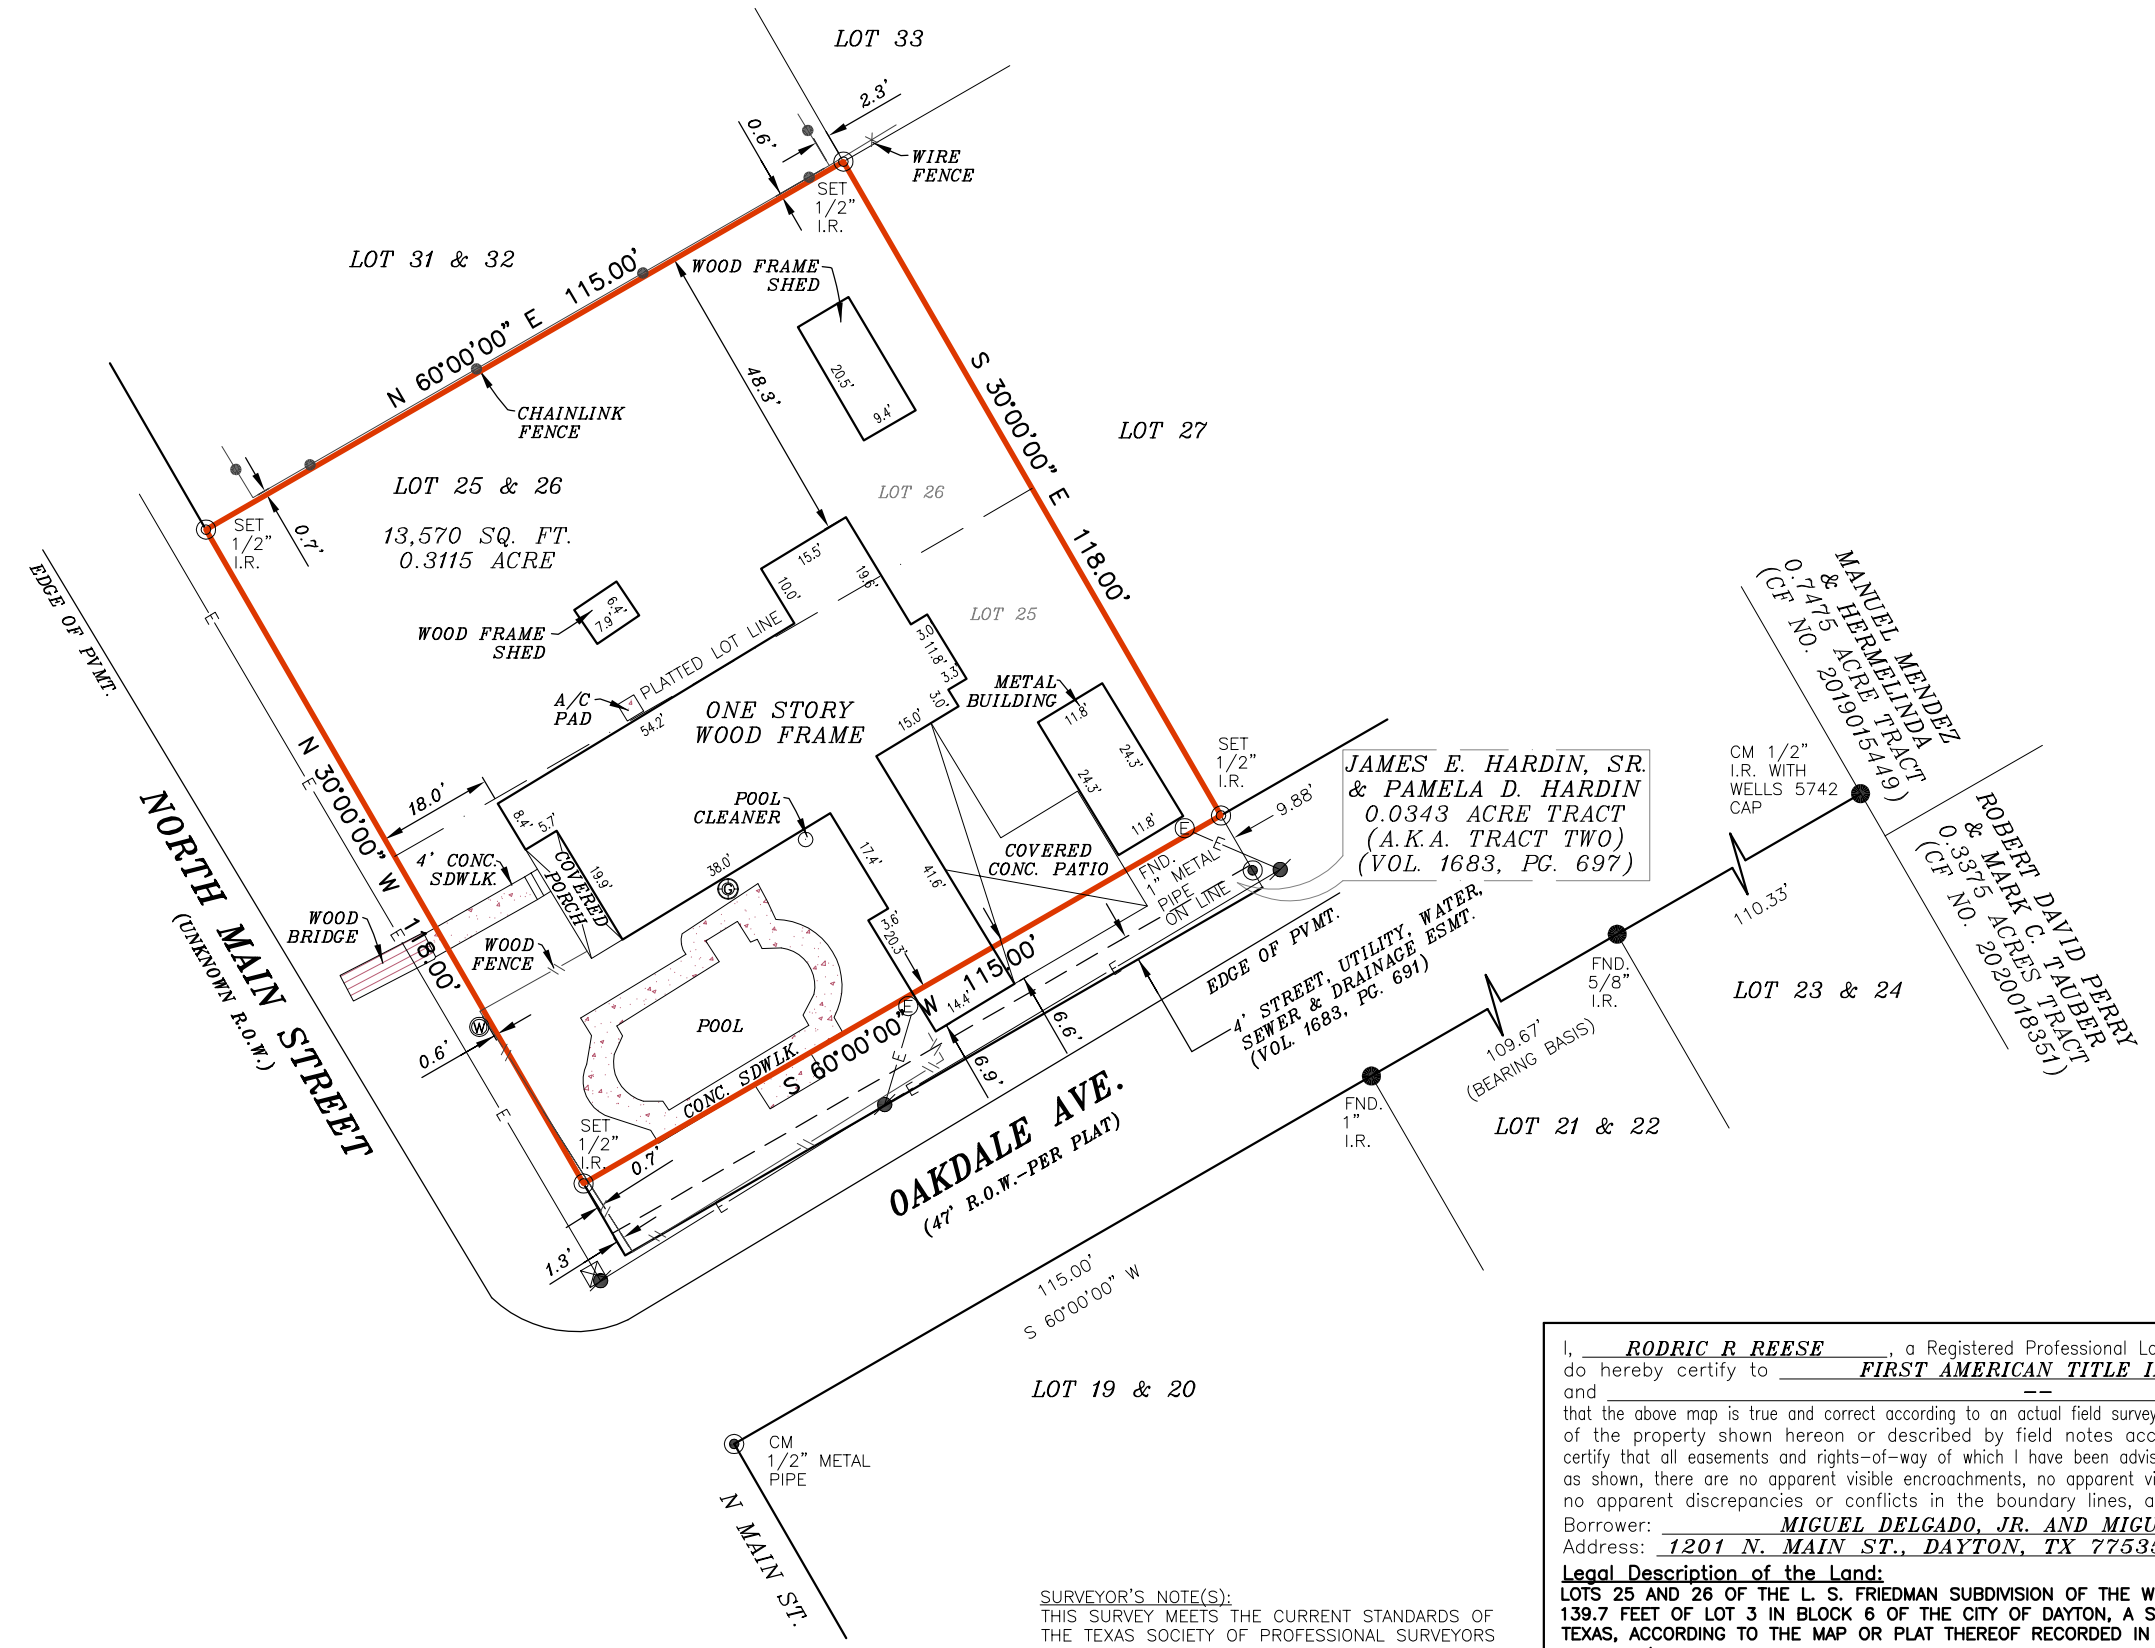 LOT 33
2.3'
0.6'
WIRE
FENCE
SET
1/2"
I.R.
LOT 31 & 32
N 60°00'00" E 115.00'
WOOD FRAME
SHED
20.5'
9.4'
48.3'
CHAINLINK
FENCE
S 30°00'00" E 118.00'
LOT 27
LOT 25 & 26
13,570 SQ. FT.
0.3115 ACRE
LOT 26
SET
1/2"
I.R.
0.7'
EDGE OF PVMT.
E
15.5'
10.0'
19.6'
LOT 25
6.4'
7.9'
WOOD FRAME
SHED
PLATTED LOT LINE
A/C
PAD
54.2'
ONE STORY
WOOD FRAME
3.0'
11.8'
3.3'
3.0'
15.0'
METAL
BUILDING
11.8'
24.3'
24.3'
11.8'
SET
1/2"
I.R.
9.88'
JAMES E. HARDIN, SR.
& PAMELA D. HARDIN
0.0343 ACRE TRACT
(A.K.A. TRACT TWO)
(VOL. 1683, PG. 697)
MANUEL MENDEZ
& HERMELINDA
0.7475 ACRE TRACT
(CF NO. 2019015449)
CM 1/2"
I.R. WITH
WELLS 5742
CAP
ROBERT DAVID PERRY
& MARK C. TAUBER
0.3375 ACRES TRACT
(CF NO. 2020018351)
N 30°00'00" W 118.00'
E
18.0'
8.4'
5.7'
POOL
CLEANER
4' CONC.
SDWLK.
COVERED
PORCH
19.9'
38.0'
17.4'
41.6'
COVERED
CONC. PATIO
E
FND.
1" METAL
PIPE
ON LINE
E
G
NORTH MAIN STREET
(UNKNOWN R.O.W.)
WOOD
BRIDGE
E
WOOD
FENCE
W
0.6'
POOL
3.6'
20.3'
14.4'
E
S 60°00'00" W 115.00'
CONC. SDWLK.
E
E
E
6.6'
6.9'
EDGE OF PVMT.
4' STREET, UTILITY, WATER,
SEWER & DRAINAGE ESMT.
(VOL. 1683, PG. 691)
110.33'
FND.
5/8"
I.R.
LOT 23 & 24
109.67'
(BEARING BASIS)
FND.
1"
I.R.
LOT 21 & 22
SET
1/2"
I.R.
E
0.7'
1.3'
E
OAKDALE AVE.
(47' R.O.W.-PER PLAT)
115.00'
S 60°00'00" W
LOT 19 & 20
CM
1/2" METAL
PIPE
N MAIN ST.
SURVEYOR'S NOTE(S):
THIS SURVEY MEETS THE CURRENT STANDARDS OF
THE TEXAS SOCIETY OF PROFESSIONAL SURVEYORS
I, RODRIC R REESE, a Registered Professional La
do hereby certify to FIRST AMERICAN TITLE I
and --
that the above map is true and correct according to an actual field survey
of the property shown hereon or described by field notes acc
certify that all easements and rights-of-way of which I have been advis
as shown, there are no apparent visible encroachments, no apparent vi
no apparent discrepancies or conflicts in the boundary lines, a
Borrower: MIGUEL DELGADO, JR. AND MIGU
Address: 1201 N. MAIN ST., DAYTON, TX 77535
Legal Description of the Land:
LOTS 25 AND 26 OF THE L. S. FRIEDMAN SUBDIVISION OF THE W
139.7 FEET OF LOT 3 IN BLOCK 6 OF THE CITY OF DAYTON, A S
TEXAS, ACCORDING TO THE MAP OR PLAT THEREOF RECORDED IN